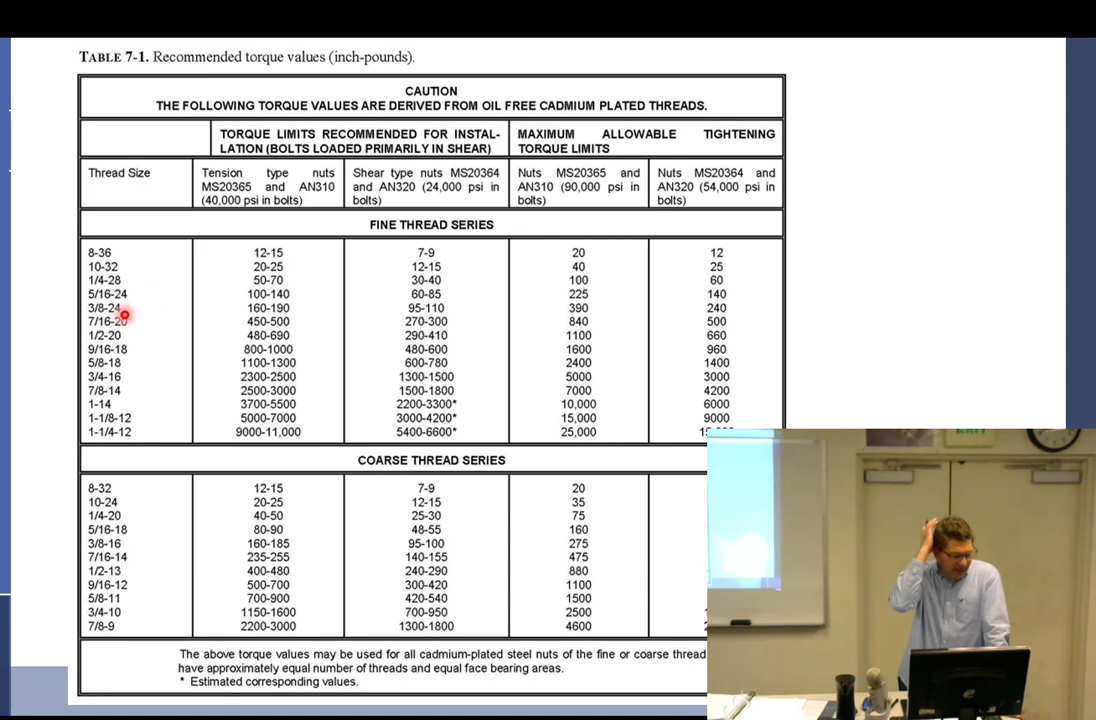 TABLE 7-1. Recommended torque values (inch-pounds).
CAUTION
THE FOLLOWING TORQUE VALUES ARE DERIVED FROM OIL FREE CADMIUM PLATED THREADS.
TORQUE LIMITS RECOMMENDED FOR INSTAL-
LATION (BOLTS LOADED PRIMARILY IN SHEAR)
MAXIMUM ALLOWABLE TIGHTENING
TORQUE LIMITS
Thread Size
Tension type nuts
MS20365 and AN310
(40,000 psi in bolts)
Shear type nuts MS20364
and AN320 (24,000 psi in
bolts)
Nuts MS20365 and
AN310 (90,000 psi in
bolts)
Nuts MS20364 and
AN320 (54,000 psi in
bolts)
FINE THREAD SERIES
8-36 12-15 7-9 20 12
10-32 20-25 12-15 40 25
1/4-28 50-70 30-40 100 60
5/16-24 100-140 60-85 225 140
3/8-24 160-190 95-110 390 240
7/16-20 450-500 270-300 840 500
1/2-20 480-690 290-410 1100 660
9/16-18 800-1000 480-600 1600 960
5/8-18 1100-1300 600-780 2400 1400
3/4-16 2300-2500 1300-1500 5000 3000
7/8-14 2500-3000 1500-1800 7000 4200
1-14 3700-5500 2200-3300* 10,000 6000
1-1/8-12 5000-7000 3000-4200* 15,000 9000
1-1/4-12 9000-11,000 5400-6600* 25,000
COARSE THREAD SERIES
8-32 12-15 7-9 20
10-24 20-25 12-15 35
1/4-20 40-50 25-30 75
5/16-18 80-90 48-55 160
3/8-16 160-185 95-100 275
7/16-14 235-255 140-155 475
1/2-13 400-480 240-290 880
9/16-12 500-700 300-420 1100
5/8-11 700-900 420-540 1500
3/4-10 1150-1600 700-950 2500
7/8-9 2200-3000 1300-1800 4600
The above torque values may be used for all cadmium-plated steel nuts of the fine or coarse thread
have approximately equal number of threads and equal face bearing areas.
* Estimated corresponding values.
EXIT